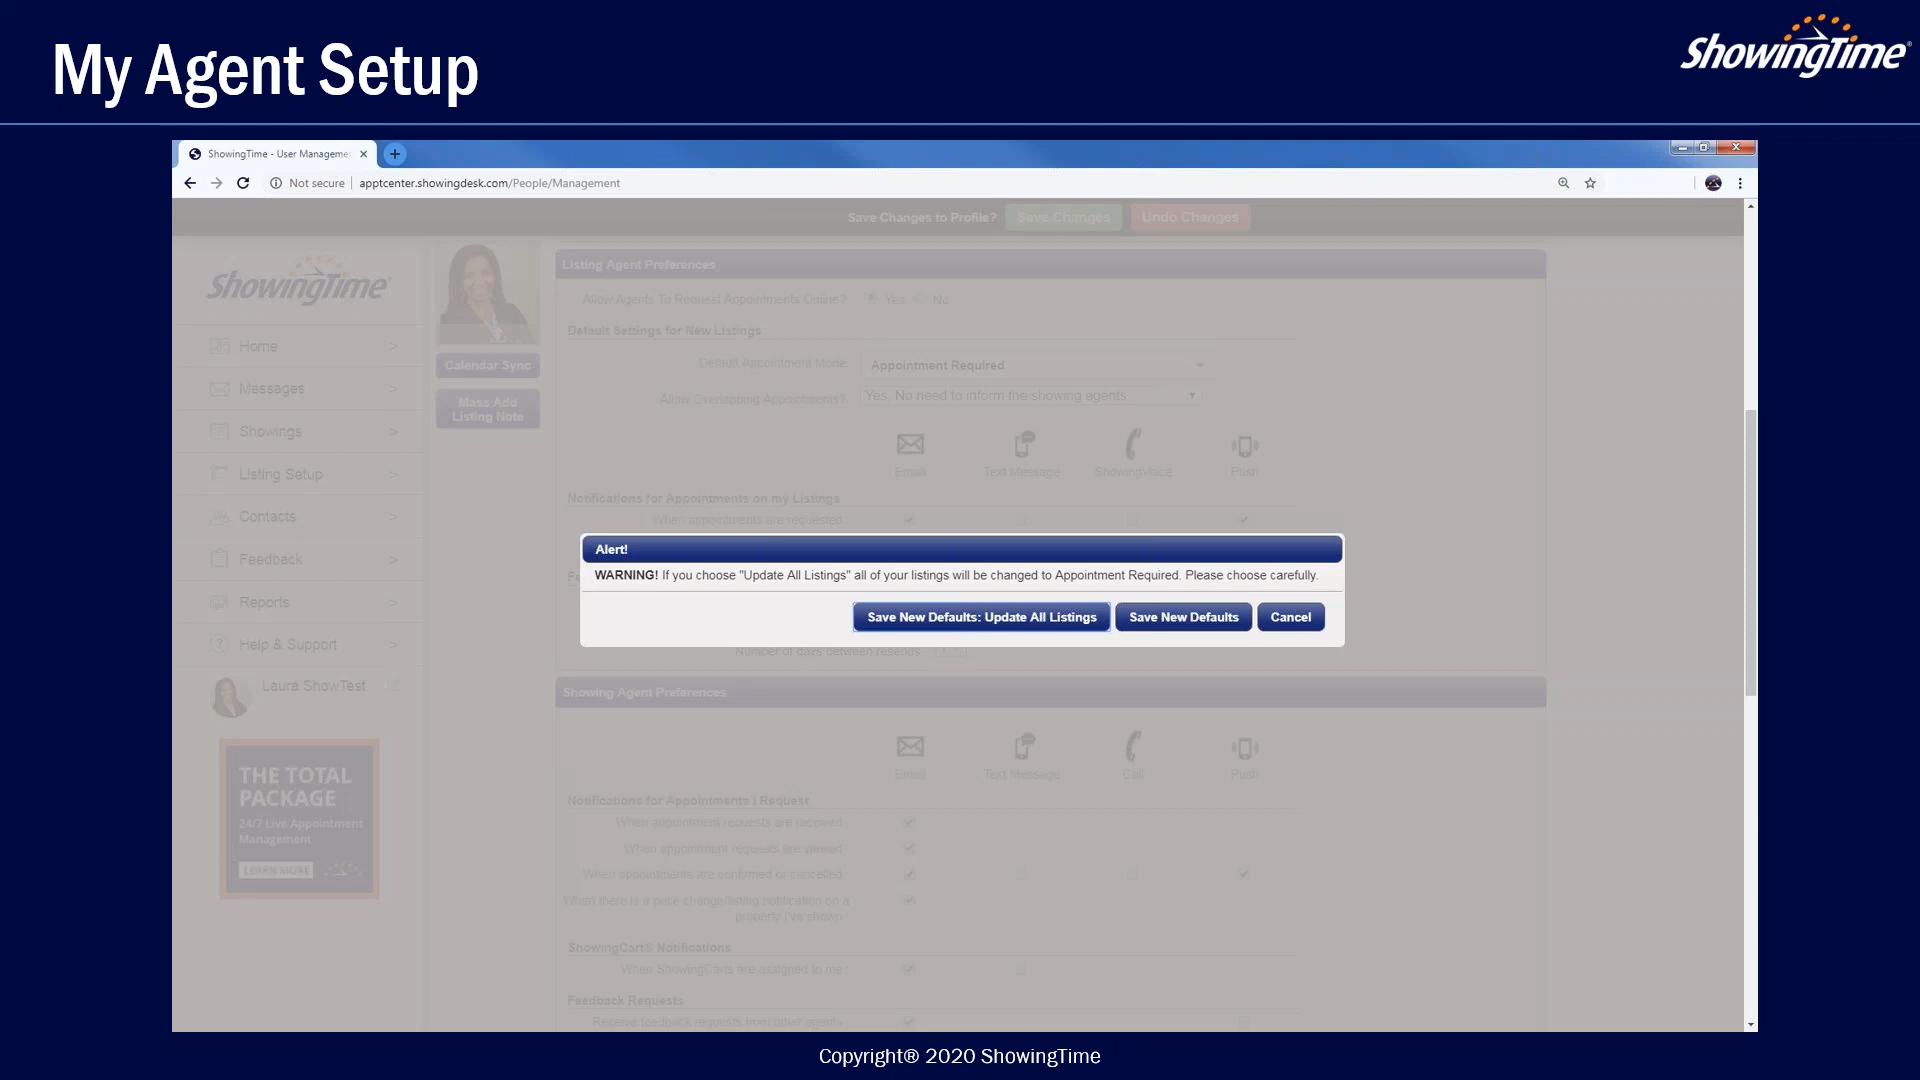 My Agent Setup
ShowingTime®
ShowingTime - User Manageme
Not secure apptcenter.showingdesk.com/People/Management
Save Changes to Profile? Save Changes Undo Changes
ShowingTime
Home >
Messages >
Showings >
Listing Setup >
Contacts >
Feedback >
Reports >
Help & Support >
Laura ShowTest
THE TOTAL
PACKAGE
24/7 Live Appointment
Management
LEARN MORE
Calendar Sync
Mass Add
Listing Note
Listing Agent Preferences
Allow Agents To Request Appointments Online? Yes No
Default Settings for New Listings
Default Appointment Mode: Appointment Required
Allow Overlapping Appointments?: Yes, No need to inform the showing agents
Email Text Message ShowingVoice Push
Notifications for Appointments on my Listings
When appointments are requested
Alert!
WARNING! If you choose "Update All Listings" all of your listings will be changed to Appointment Required. Please choose carefully.
Save New Defaults: Update All Listings Save New Defaults Cancel
Number of days between resends
Showing Agent Preferences
Email Text Message Call Push
Notifications for Appointments I Request
When appointment requests are received
When appointment requests are viewed
When appointments are confirmed or cancelled
When there is a price change/listing notification on a
property I've shown
ShowingCart® Notifications
When ShowingCarts are assigned to me
Feedback Requests
Receive feedback requests from other agents
Copyright® 2020 ShowingTime